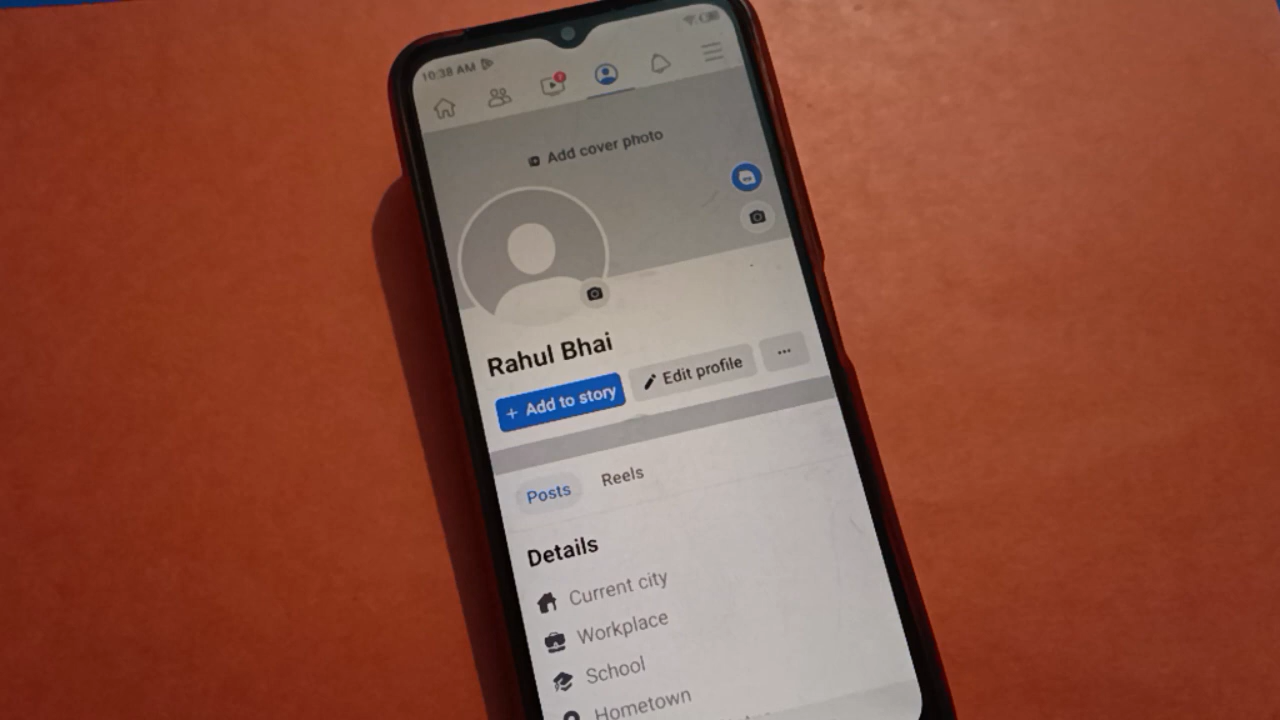 10:38 AM
Add cover photo
Rahul Bhai
+ Add to story
Edit profile
Posts
Reels
Details
Current city
Workplace
School
Hometown